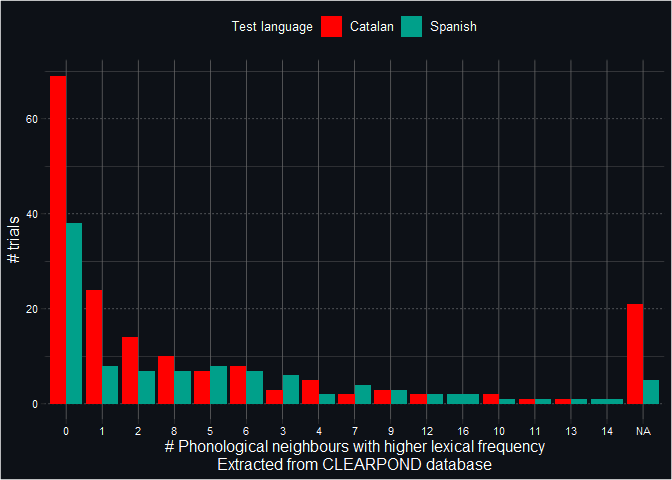 Test language Catalan Spanish
60
40
20
0
# trials
0 1 2 8 5 6 3 4 7 9 12 16 10 11 13 14 NA
# Phonological neighbours with higher lexical frequency
Extracted from CLEARPOND database